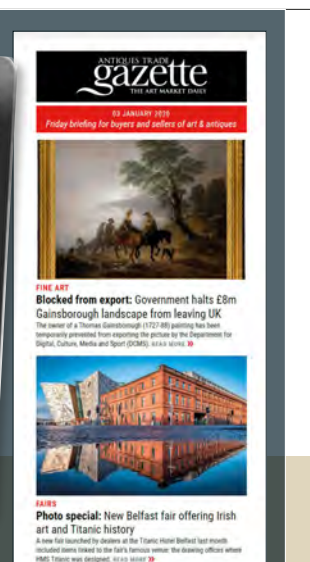 ANTIQUES TRADE
gazette
THE ART MARKET DAILY
03 JANUARY 2020
Friday briefing for buyers and sellers of art & antiques
FINE ART
Blocked from export: Government halts £8m
Gainsborough landscape from leaving UK
The owner of a Thomas Gainsborough (1727-88) painting has been
temporarily prevented from exporting the picture by the Department for
Digital, Culture, Media and Sport (DCMS). READ MORE »
FAIRS
Photo special: New Belfast fair offering Irish
art and Titanic history
A new fair launched by dealers at the Titanic Hotel Belfast last month
included items linked to the fair's famous venue: the drawing offices where
HMS Titanic was designed. READ MORE »